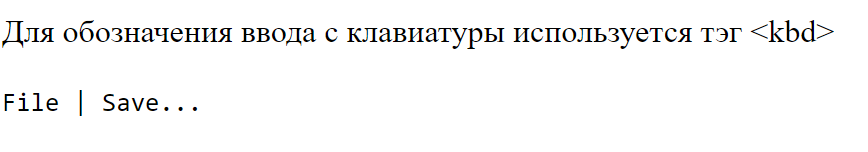 Для обозначения ввода с клавиатуры используется тэг <kbd>
File | Save...